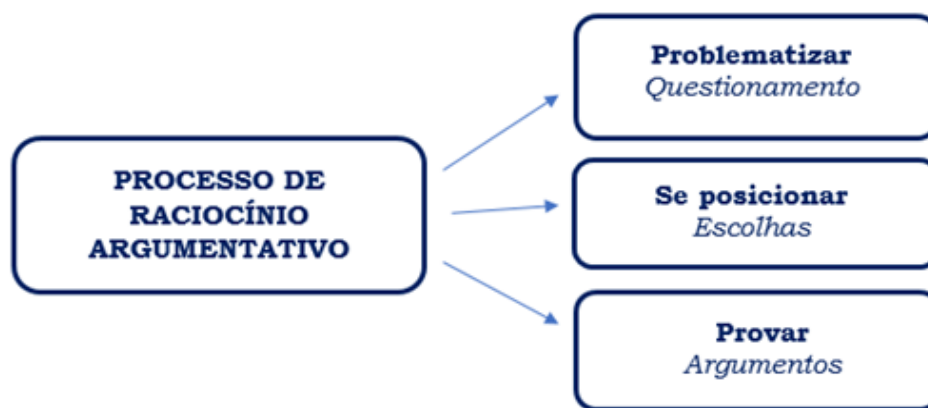 PROCESSO DE
RACIOCÍNIO
ARGUMENTATIVO
Problematizar
Questionamento
Se posicionar
Escolhas
Provar
Argumentos